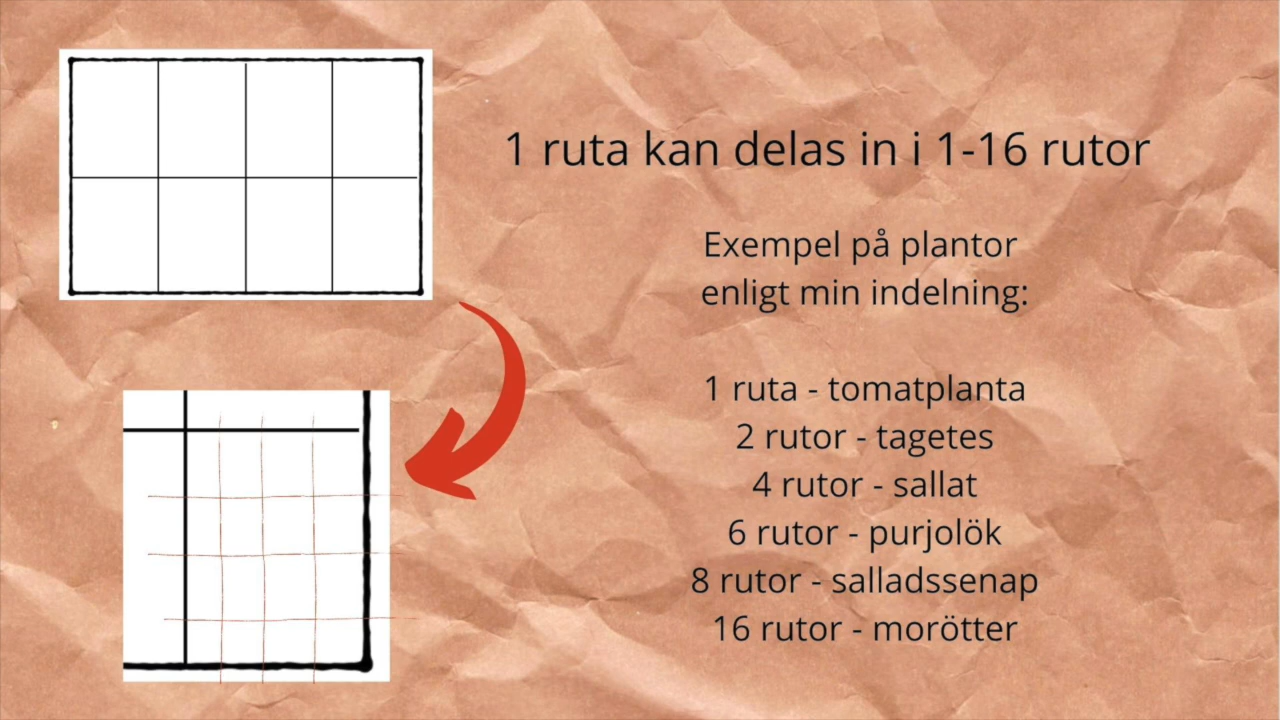 1 ruta kan delas in i 1-16 rutor
Exempel på plantor
enligt min indelning:
1 ruta - tomatplanta
2 rutor - tagetes
4 rutor - sallat
6 rutor - purjolök
8 rutor - salladssenap
16 rutor - morötter